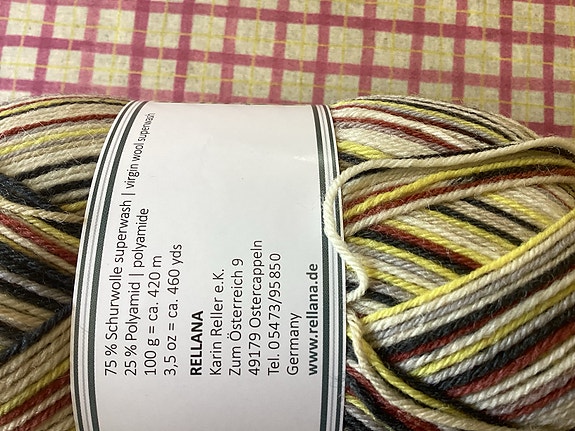 75 % Schurwolle superwash | virgin wool superwash
25 % Polyamid | polyamide
100 g = ca. 420 m
3,5 oz = ca. 460 yds
RELLANA
Karin Reller e.K.
Zum Österreich 9
49179 Ostercappeln
Tel. 05473/95850
Germany
www.rellana.de